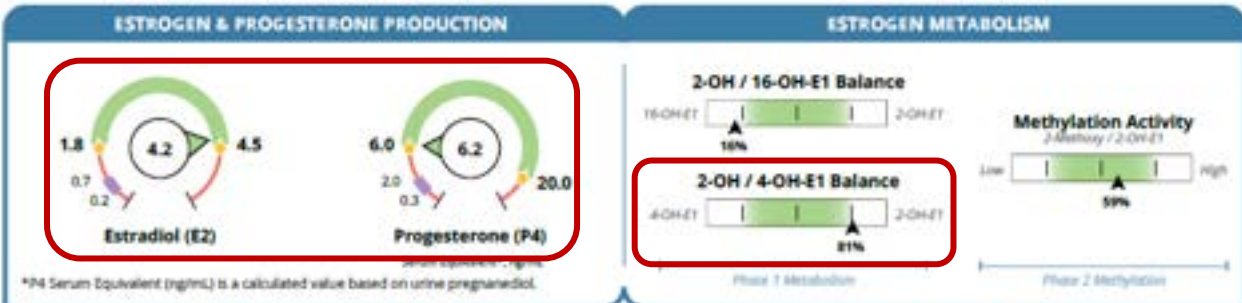 ESTROGEN & PROGESTERONE PRODUCTION
1.8
4.2
4.5
0.7
0.2
Estradiol (E2)
6.0
6.2
20.0
2.0
0.3
Progesterone (P4)
Serum Equivalent*, ng/mL
*P4 Serum Equivalent (ng/mL) is a calculated value based on urine pregnanediol.
ESTROGEN METABOLISM
2-OH / 16-OH-E1 Balance
16-OH-E1
2-OH-E1
16%
2-OH / 4-OH-E1 Balance
4-OH-E1
2-OH-E1
81%
Phase 1 Metabolism
Methylation Activity
2-Methoxy / 2-OH-E1
Low
High
59%
Phase 2 Methylation